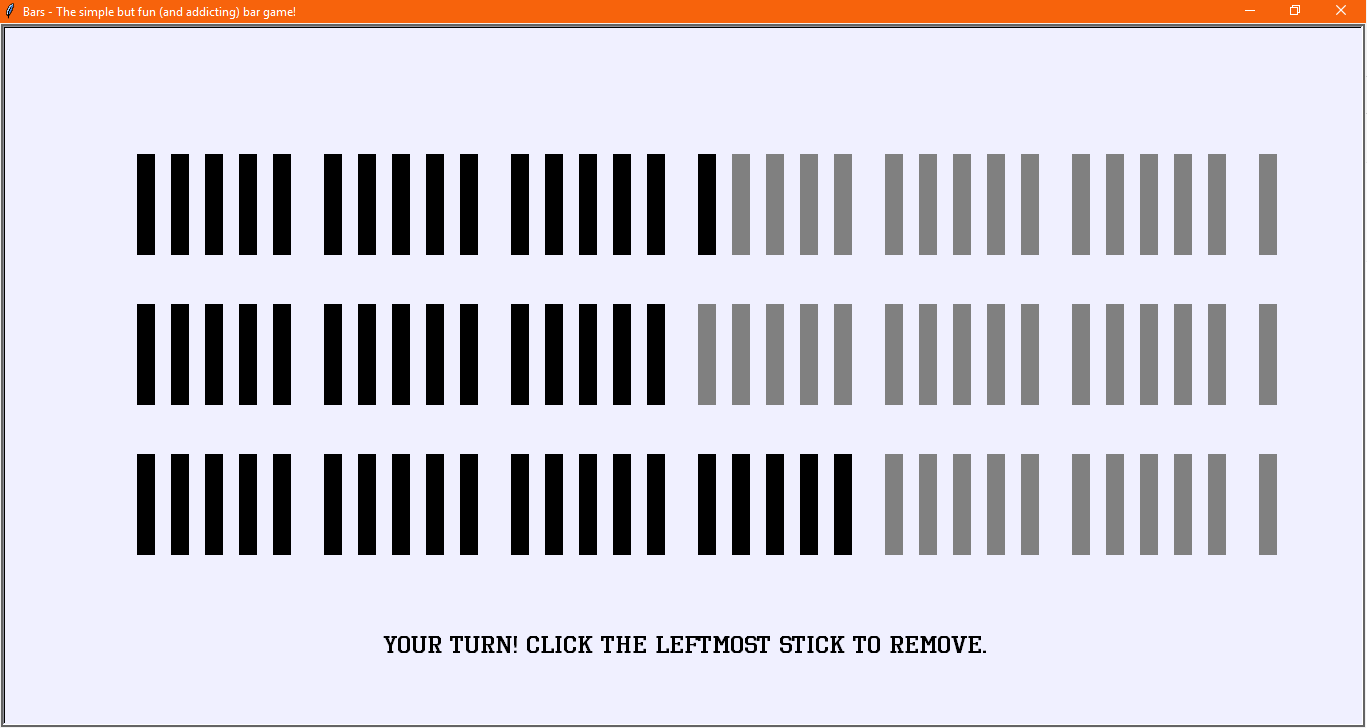 Bars - The simple but fun (and addicting) bar game!
YOUR TURN! CLICK THE LEFTMOST STICK TO REMOVE.